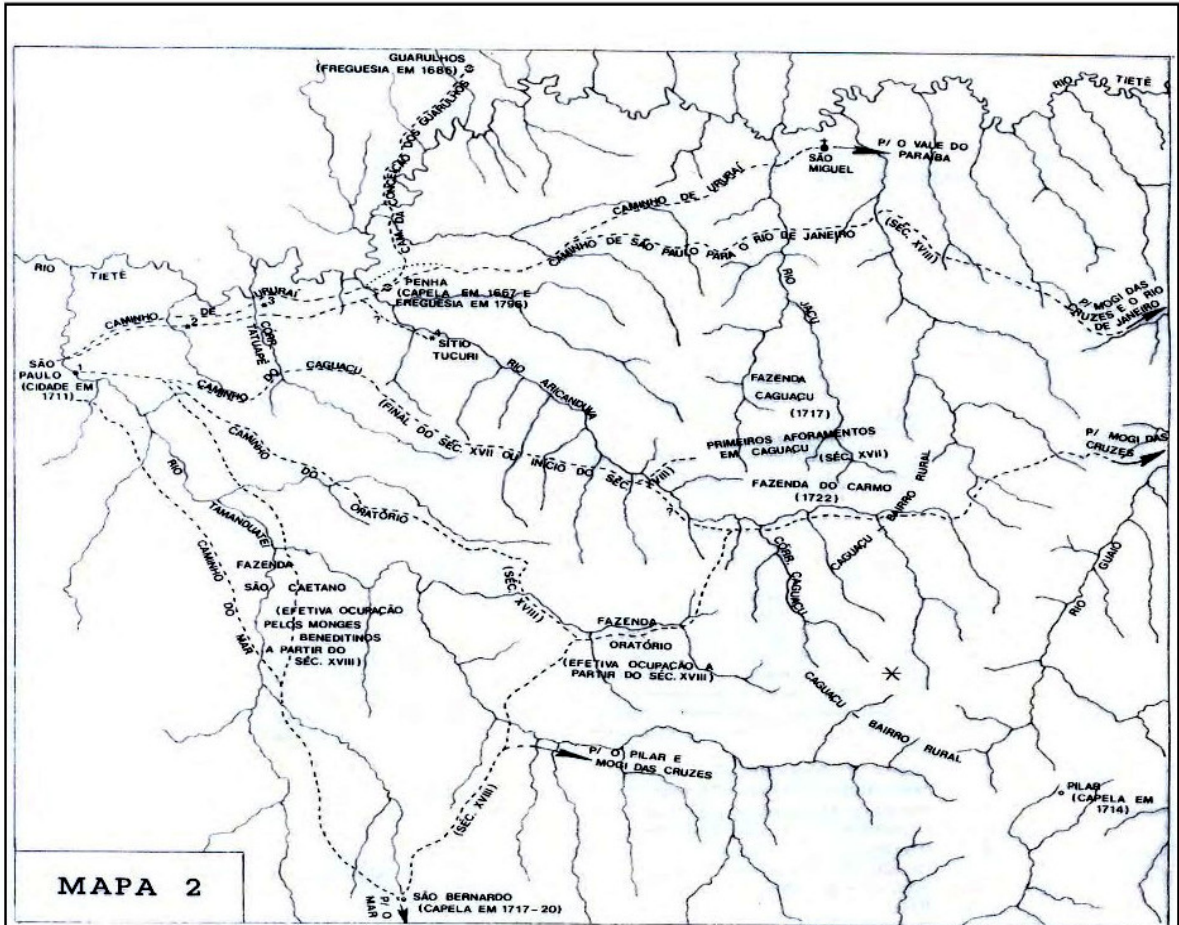 GUARULHOS
(FREGUESIA EM 1685)
CAM. DA CONCEIÇÃO DOS GUARULHOS
RIO TIETÊ
SÃO
MIGUEL
P/ O VALE DO
PARAÍBA
CAMINHO DE URURAÍ
CAMINHO DE SÃO PAULO PARA O RIO DE JANEIRO
(SÉC. XVIII)
P/ MOGI DAS
CRUZES E O RIO
DE JANEIRO
RIO TIETÊ
CAMINHO DE URURAÍ
3
2
PENHA
(CAPELA EM 1667 E
FREGUESIA EM 1796)
?
4
SÍTIO
TUCURI
CÓRR. TATUAPÉ
RIO JAÇU
SÃO
PAULO
(CIDADE EM
1711)
1
CAMINHO DO CAGUAÇU
(FINAL DO SÉC. XVII OU INÍCIO DO SÉC. XVIII)
RIO ARICANDUVA
FAZENDA
CAGUAÇU
(1717)
PRIMEIROS AFORAMENTOS
EM CAGUAÇU
(SÉC. XVII)
FAZENDA DO CARMO
(1722)
?
P/ MOGI DAS
CRUZES
CAGUAÇU - BAIRRO RURAL
CÓRR. CAGUAÇU
RIO GUAIÓ
CAMINHO DO ORATÓRIO
(SÉC. XVIII)
RIO TAMANDUATEÍ
CAMINHO DO MAR
FAZENDA
SÃO CAETANO
(EFETIVA OCUPAÇÃO
PELOS MONGES
BENEDITINOS
A PARTIR DO
SÉC. XVIII)
FAZENDA
ORATÓRIO
(EFETIVA OCUPAÇÃO A
PARTIR DO SÉC. XVIII)
CAGUAÇU - BAIRRO RURAL
P/ O PILAR E
MOGI DAS CRUZES
(SÉC. XVIII)
PILAR
(CAPELA EM
1714)
MAPA 2
P/ O
MAR
SÃO BERNARDO
(CAPELA EM 1717-20)